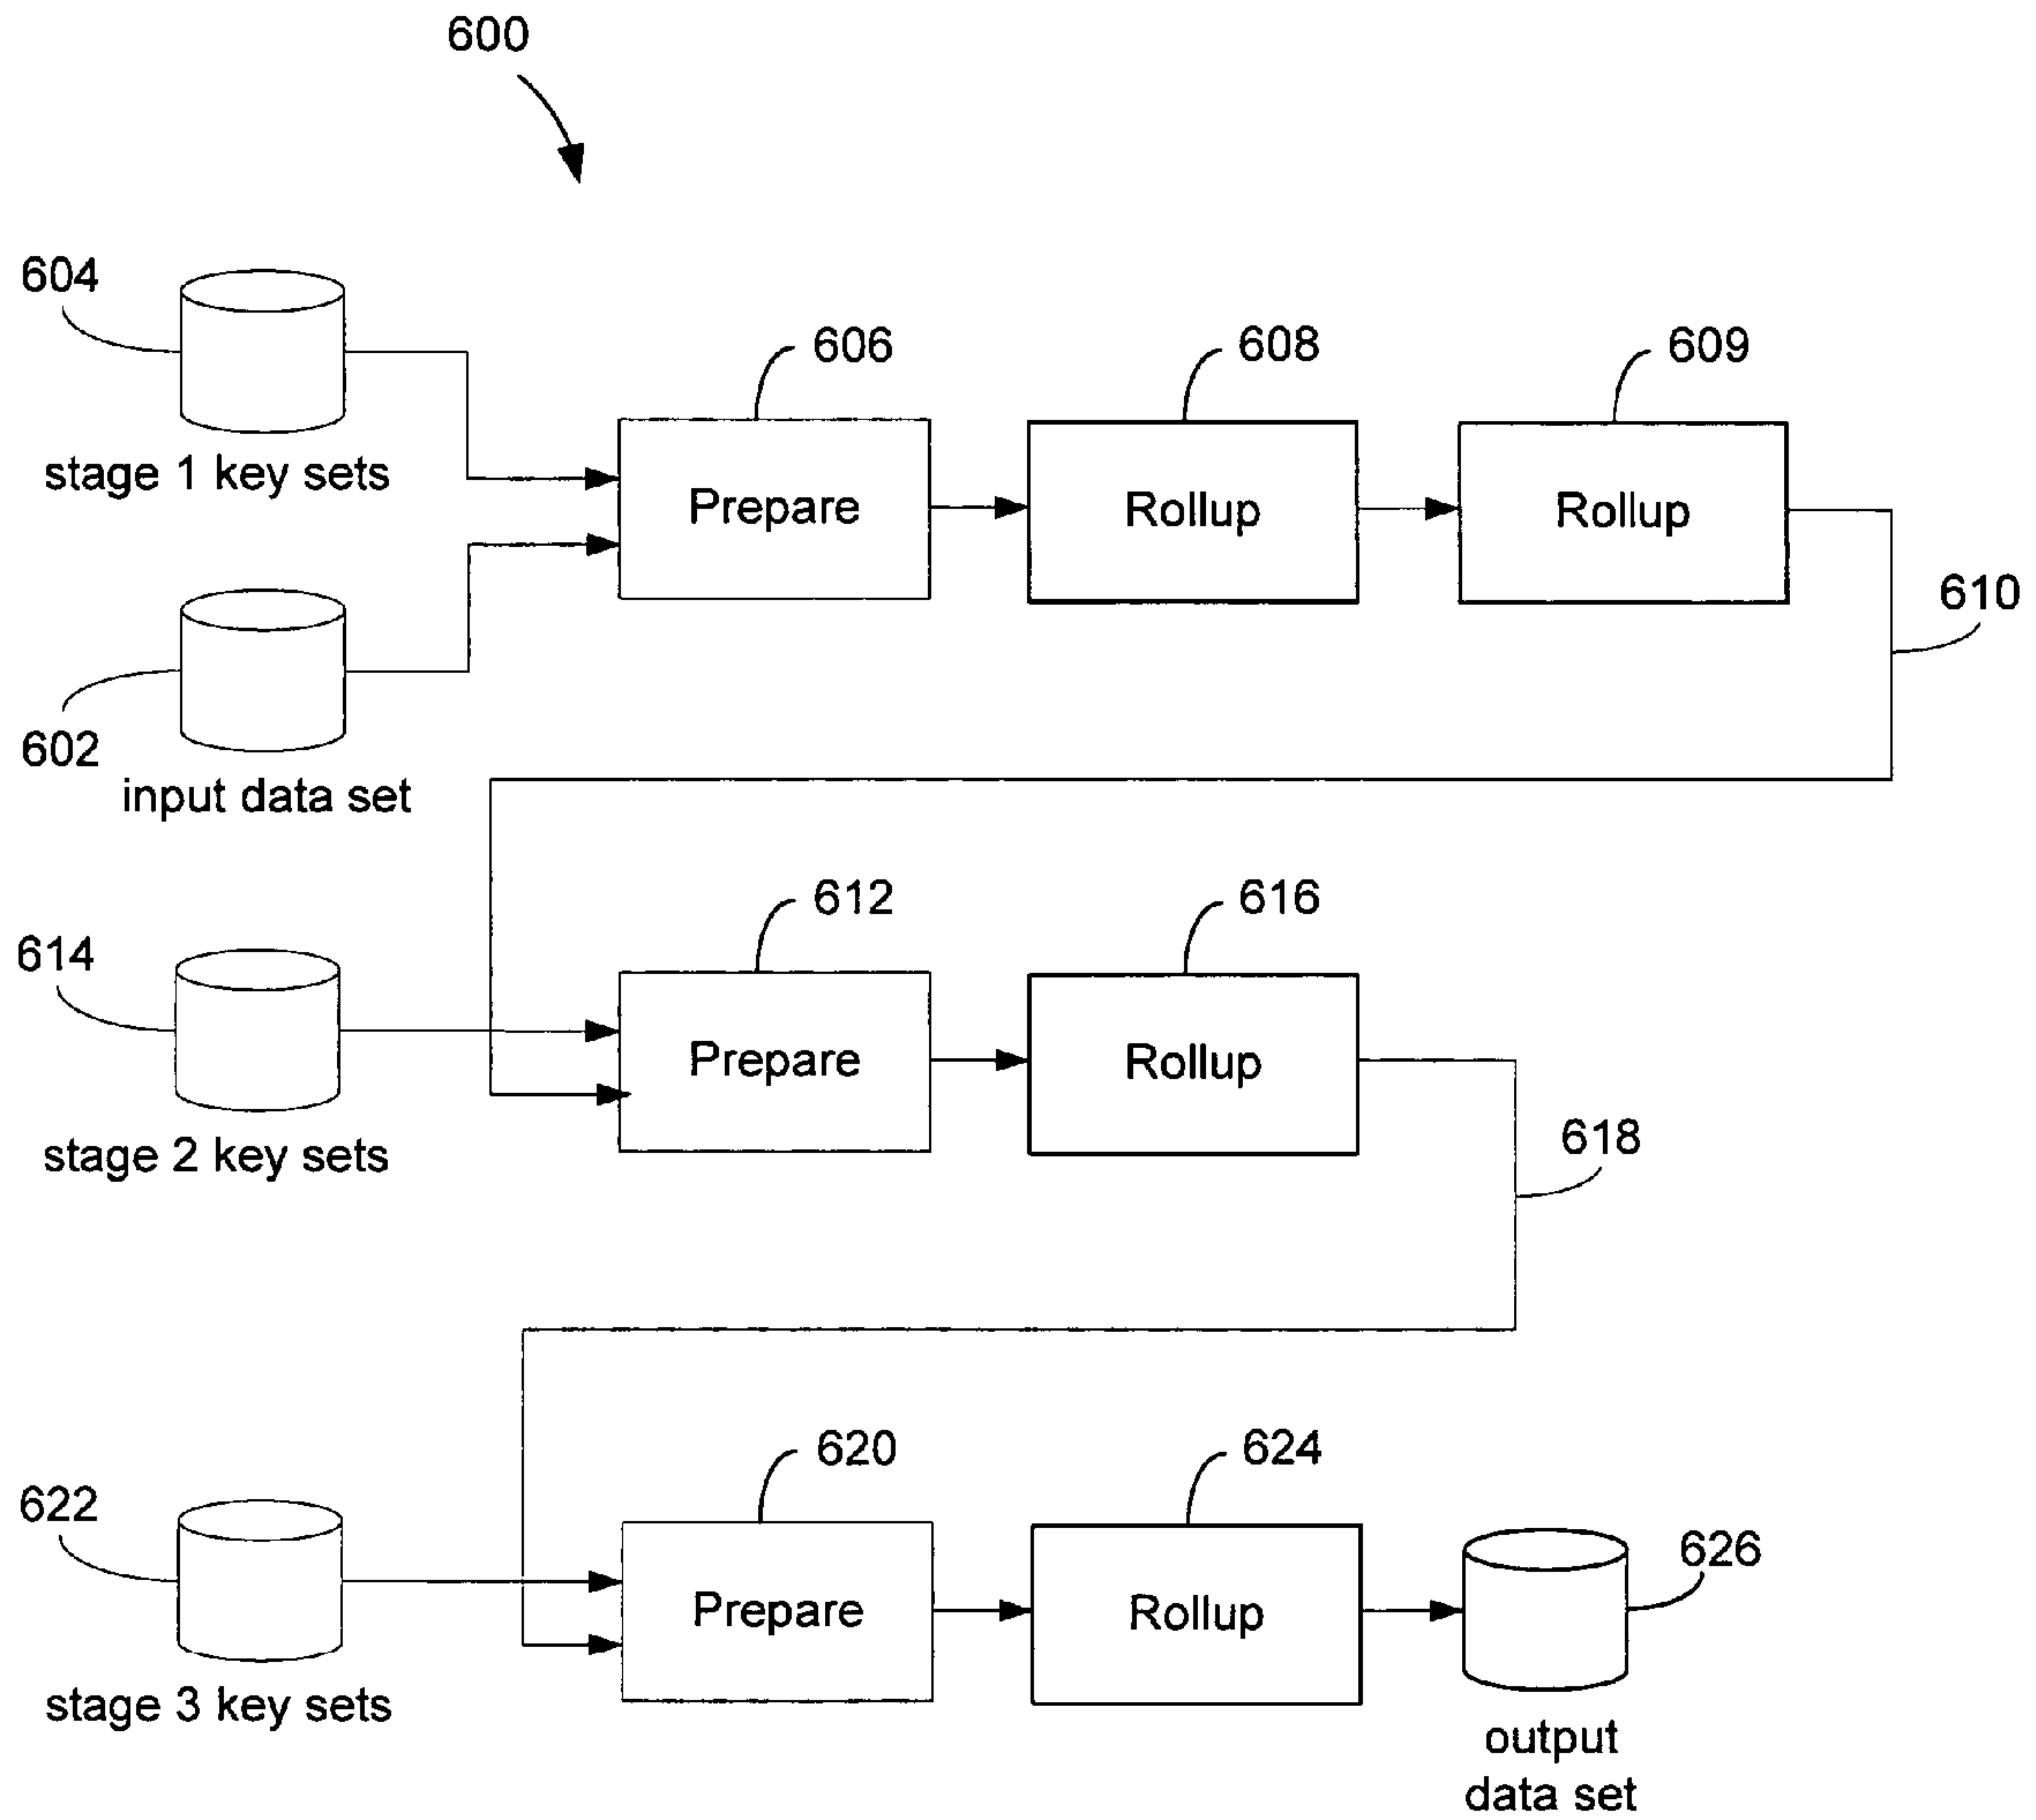 600
604
stage 1 key sets
606
Prepare
608
Rollup
609
Rollup
610
602
input data set
612
Prepare
616
Rollup
614
stage 2 key sets
618
620
Prepare
624
Rollup
622
stage 3 key sets
626
output
data set